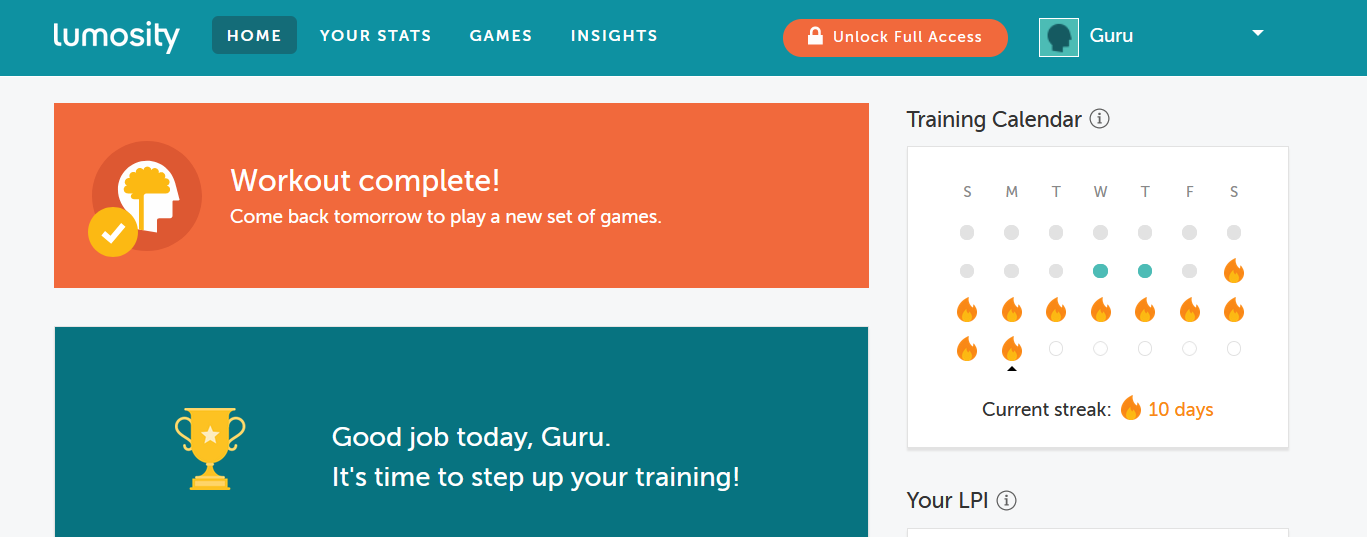 lumosity HOME YOUR STATS GAMES INSIGHTS Unlock Full Access Guru
Workout complete!
Come back tomorrow to play a new set of games.
Good job today, Guru.
It's time to step up your training!
Training Calendar i
S M T W T F S
Current streak: 10 days
Your LPI i